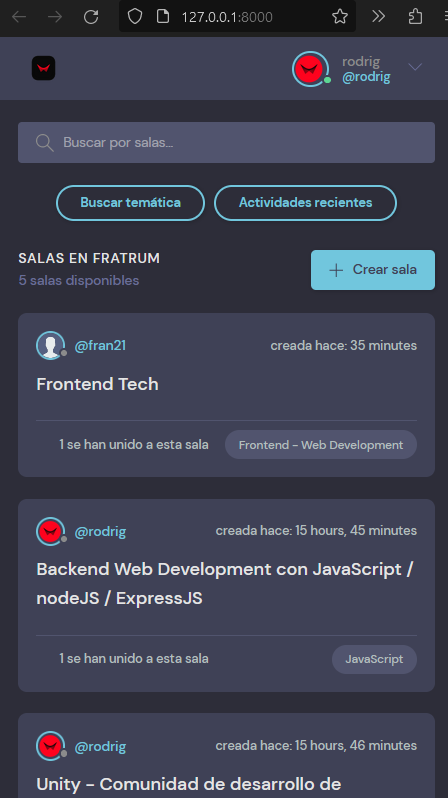 127.0.0.1:8000
rodrig
@rodrig
Buscar por salas...
Buscar temática
Actividades recientes
SALAS EN FRATRUM
5 salas disponibles
Crear sala
@fran21
creada hace: 35 minutes
Frontend Tech
1 se han unido a esta sala
Frontend - Web Development
@rodrig
creada hace: 15 hours, 45 minutes
Backend Web Development con JavaScript /
nodeJS / ExpressJS
1 se han unido a esta sala
JavaScript
@rodrig
creada hace: 15 hours, 46 minutes
Unity - Comunidad de desarrollo de